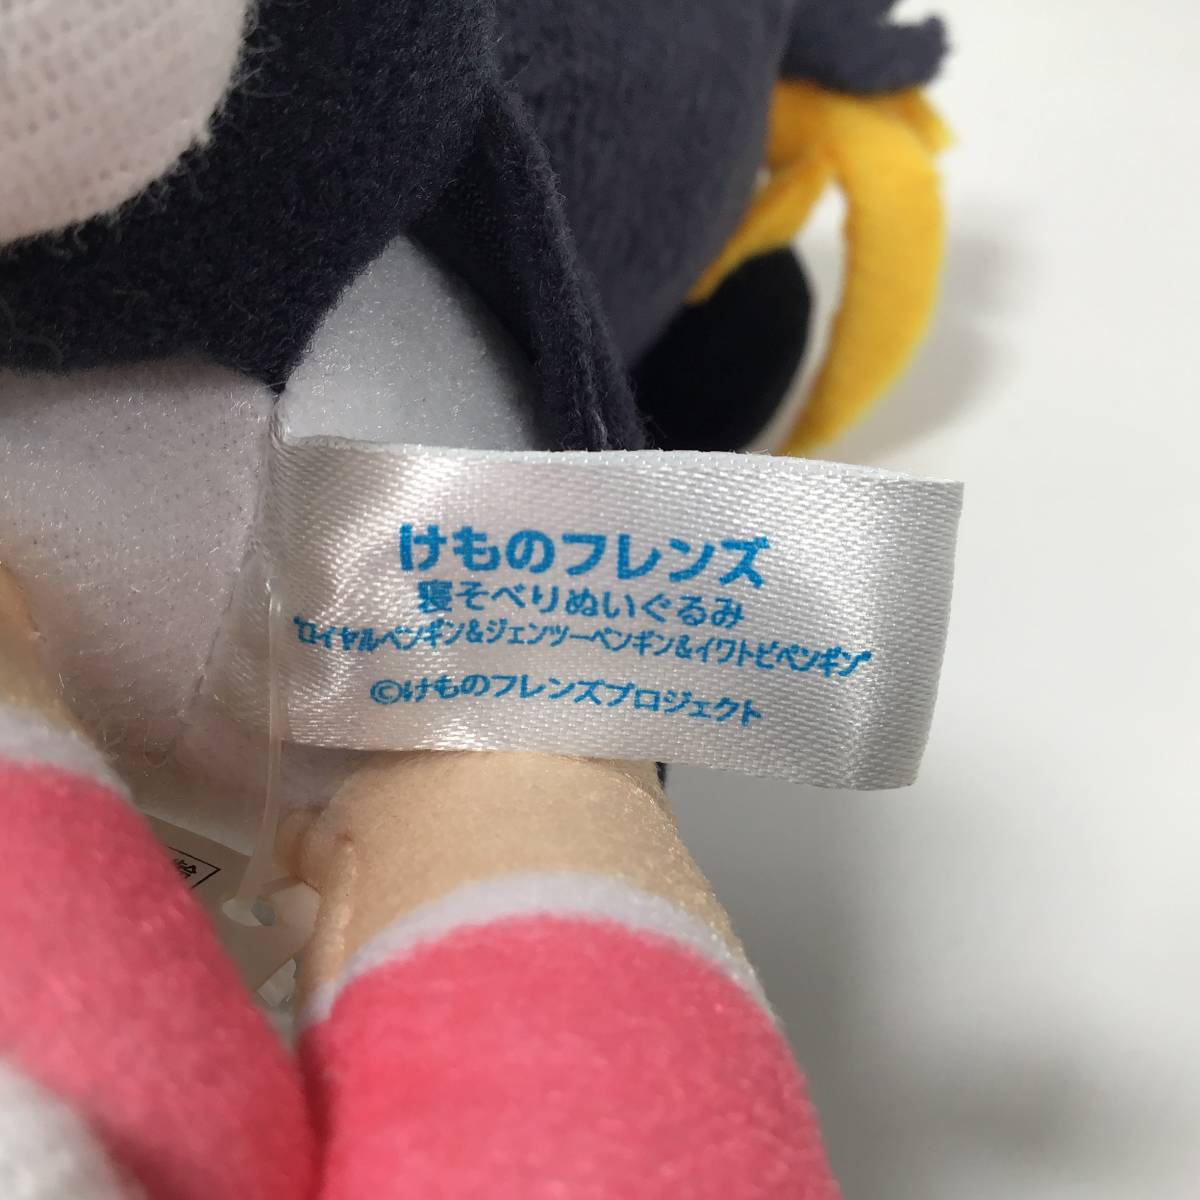 けものフレンズ
寝そべりぬいぐるみ
"ロイヤルペンギン&ジェンツーペンギン&イワトビペンギン"
©けものフレンズプロジェクト